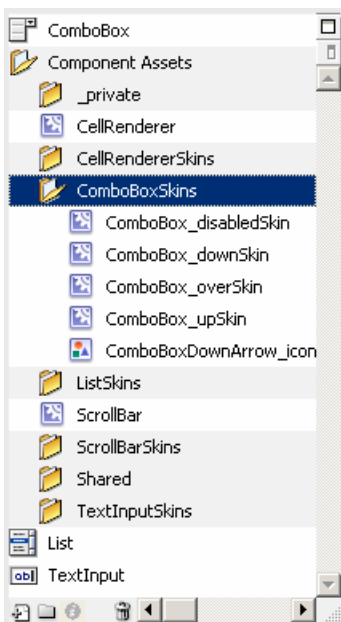 ComboBox
Component Assets
_private
CellRenderer
CellRendererSkins
ComboBoxSkins
ComboBox_disabledSkin
ComboBox_downSkin
ComboBox_overSkin
ComboBox_upSkin
ComboBoxDownArrow_icon
ListSkins
ScrollBar
ScrollBarSkins
Shared
TextInputSkins
List
abl TextInput